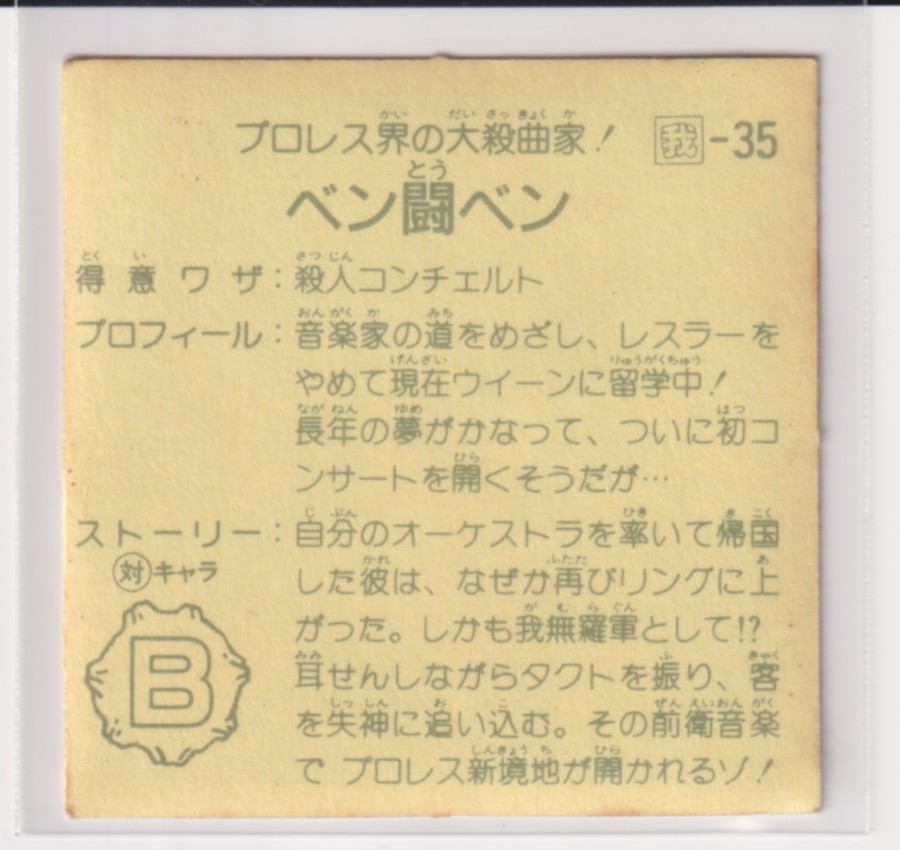 プロレス界の大殺曲家！ 我-35
ベン闘ベン
得意ワザ：殺人コンチェルト
プロフィール：音楽家の道をめざし、レスラーを
やめて現在ウイーンに留学中！
長年の夢がかなって、ついに初コ
ンサートを開くそうだが…
ストーリー：自分のオーケストラを率いて帰国
対キャラ
した彼は、なぜか再びリングに上
がった。しかも我無羅軍として!?
B
耳せんしながらタクトを振り、客
を失神に追い込む。その前衛音楽
で プロレス新境地が開かれるゾ！